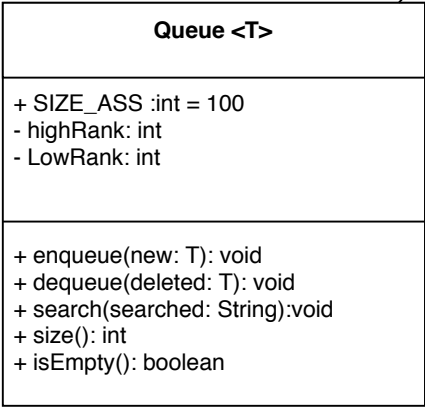 Queue <T>
+ SIZE_ASS :int = 100
- highRank: int
- LowRank: int
+ enqueue(new: T): void
+ dequeue(deleted: T): void
+ search(searched: String):void
+ size(): int
+ isEmpty(): boolean